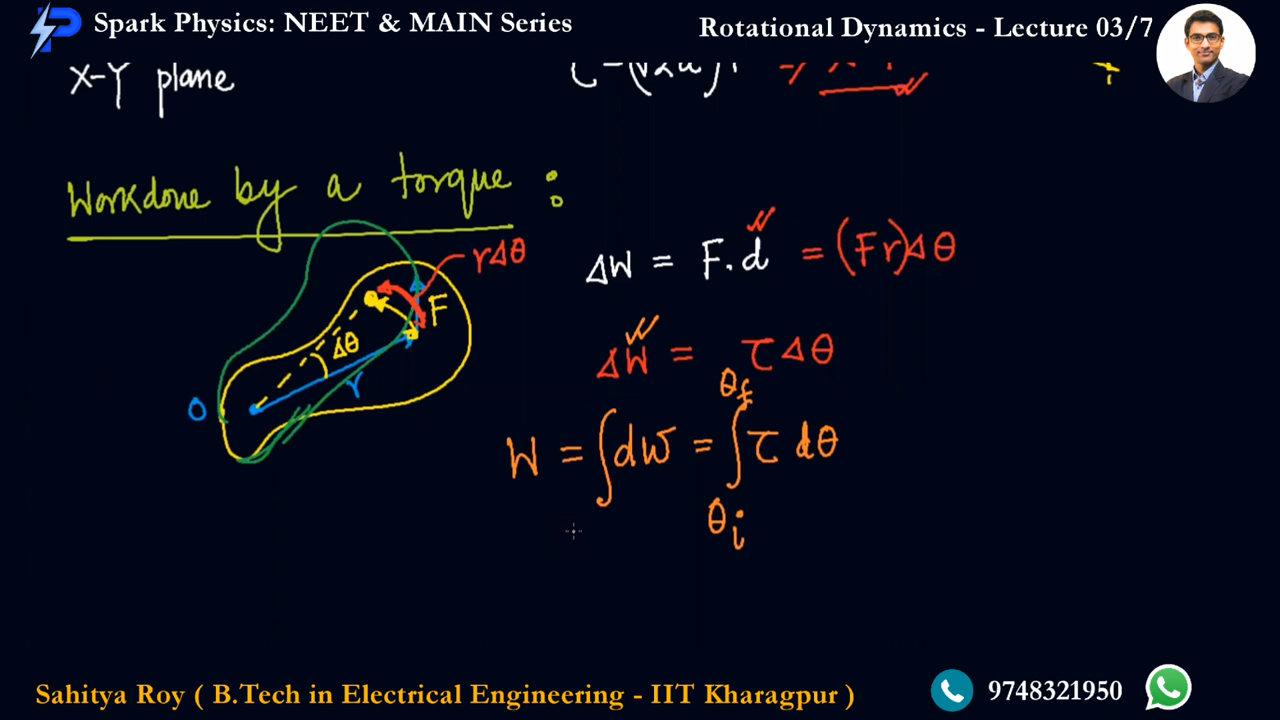 Spark Physics: NEET & MAIN Series
Rotational Dynamics - Lecture 03/7
X-Y plane
Workdone by a torque :
rΔθ
F
Δθ
r
O
ΔW = F.d = (Fr)Δθ
ΔW = τΔθ
W = ∫dW = ∫τ dθ
θf
θi
Sahitya Roy ( B.Tech in Electrical Engineering - IIT Kharagpur )
9748321950